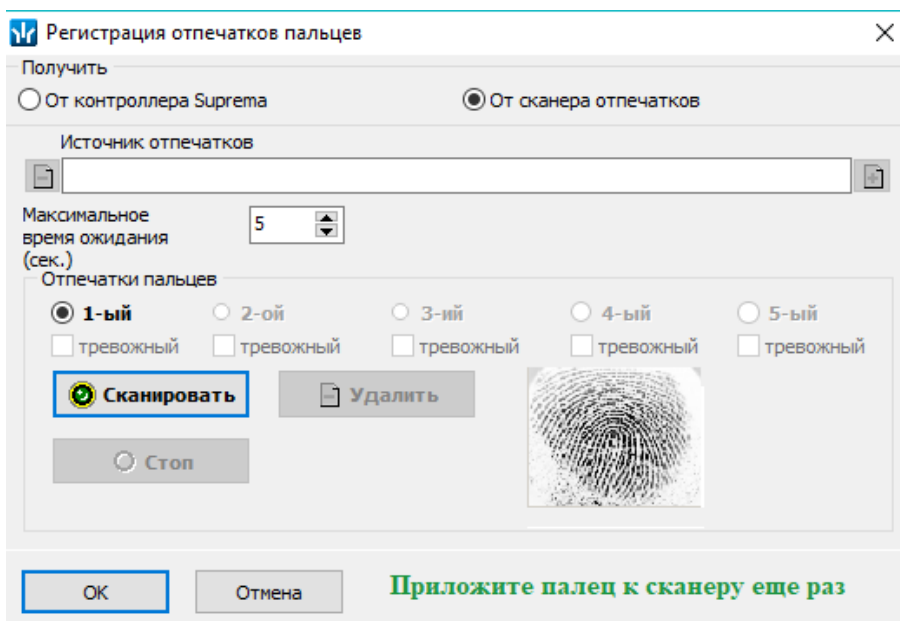 Регистрация отпечатков пальцев
Получить
От контроллера Suprema
От сканера отпечатков
Источник отпечатков
Максимальное
время ожидания
(сек.)
5
Отпечатки пальцев
1-ый 2-ой 3-ий 4-ый 5-ый
тревожный тревожный тревожный тревожный тревожный
Сканировать Удалить
Стоп
OK Отмена Приложите палец к сканеру еще раз